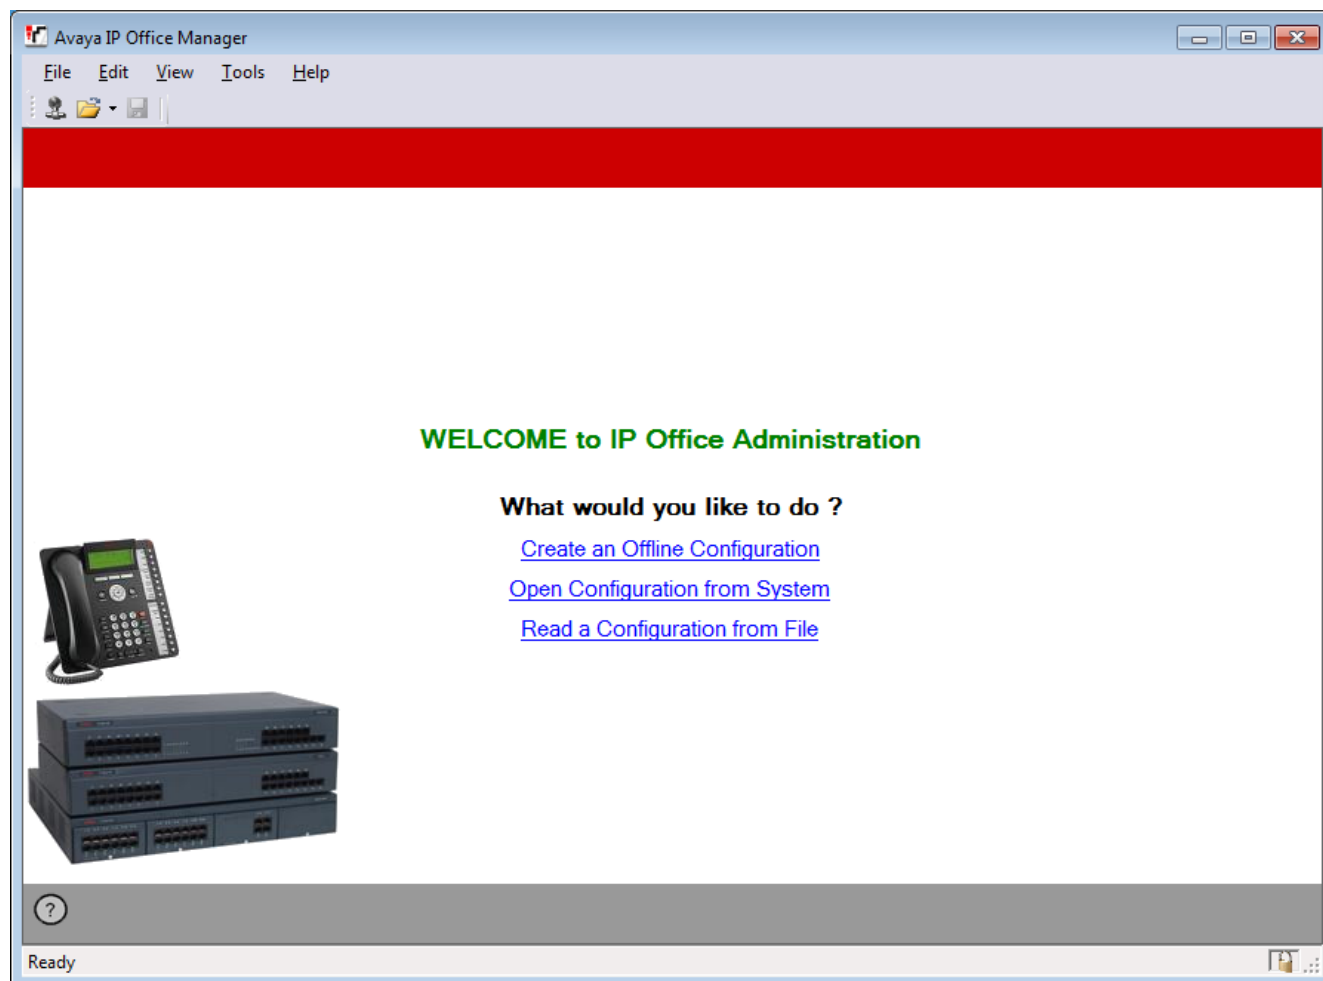 Avaya IP Office Manager
File Edit View Tools Help
WELCOME to IP Office Administration
What would you like to do ?
Create an Offline Configuration
Open Configuration from System
Read a Configuration from File
?
Ready